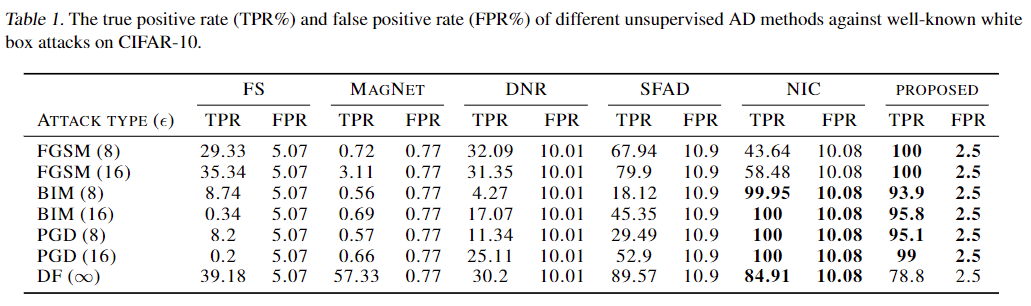 Table 1. The true positive rate (TPR%) and false positive rate (FPR%) of different unsupervised AD methods against well-known white
box attacks on CIFAR-10.
FS MAGNET DNR SFAD NIC PROPOSED
ATTACK TYPE (ϵ) TPR FPR TPR FPR TPR FPR TPR FPR TPR FPR TPR FPR
FGSM (8) 29.33 5.07 0.72 0.77 32.09 10.01 67.94 10.9 43.64 10.08 100 2.5
FGSM (16) 35.34 5.07 3.11 0.77 31.35 10.01 79.9 10.9 58.48 10.08 100 2.5
BIM (8) 8.74 5.07 0.56 0.77 4.27 10.01 18.12 10.9 99.95 10.08 93.9 2.5
BIM (16) 0.34 5.07 0.69 0.77 17.07 10.01 45.35 10.9 100 10.08 95.8 2.5
PGD (8) 8.2 5.07 0.57 0.77 11.34 10.01 29.49 10.9 100 10.08 95.1 2.5
PGD (16) 0.2 5.07 0.66 0.77 25.11 10.01 52.9 10.9 100 10.08 99 2.5
DF (∞) 39.18 5.07 57.33 0.77 30.2 10.01 89.57 10.9 84.91 10.08 78.8 2.5